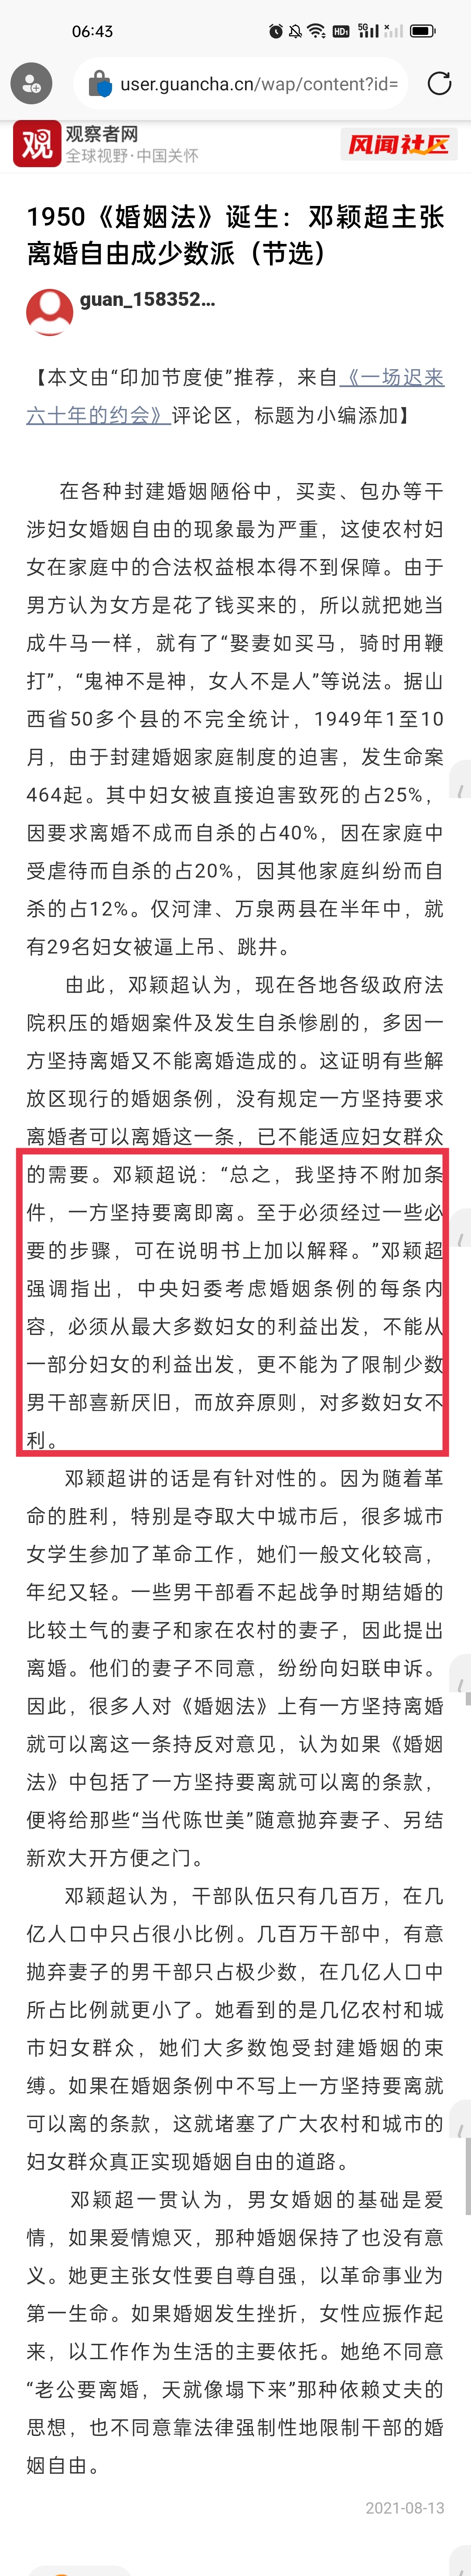 06:43
HD
5G
user.guancha.cn/wap/content?id=
观
观察者网
全球视野·中国关怀
风闻社区
1950《婚姻法》诞生：邓颖超主张
离婚自由成少数派（节选）
guan_158352...
【本文由“印加节度使”推荐，来自《一场迟来
六十年的约会》评论区，标题为小编添加】
在各种封建婚姻陋俗中，买卖、包办等干
涉妇女婚姻自由的现象最为严重，这使农村妇
女在家庭中的合法权益根本得不到保障。由于
男方认为女方是花了钱买来的，所以就把她当
成牛马一样，就有了“娶妻如买马，骑时用鞭
打”，“鬼神不是神，女人不是人”等说法。据山
西省50多个县的不完全统计，1949年1至10
月，由于封建婚姻家庭制度的迫害，发生命案
464起。其中妇女被直接迫害致死的占25%，
因要求离婚不成而自杀的占40%，因在家庭中
受虐待而自杀的占20%，因其他家庭纠纷而自
杀的占12%。仅河津、万泉两县在半年中，就
有29名妇女被逼上吊、跳井。
由此，邓颖超认为，现在各地各级政府法
院积压的婚姻案件及发生自杀惨剧的，多因一
方坚持离婚又不能离婚造成的。这证明有些解
放区现行的婚姻条例，没有规定一方坚持要求
离婚者可以离婚这一条，已不能适应妇女群众
的需要。邓颖超说：“总之，我坚持不附加条
件，一方坚持要离即离。至于必须经过一些必
要的步骤，可在说明书上加以解释。”邓颖超
强调指出，中央妇委考虑婚姻条例的每条内
容，必须从最大多数妇女的利益出发，不能从
一部分妇女的利益出发，更不能为了限制少数
男干部喜新厌旧，而放弃原则，对多数妇女不
利。
邓颖超讲的话是有针对性的。因为随着革
命的胜利，特别是夺取大中城市后，很多城市
女学生参加了革命工作，她们一般文化较高，
年纪又轻。一些男干部看不起战争时期结婚的
比较土气的妻子和家在农村的妻子，因此提出
离婚。他们的妻子不同意，纷纷向妇联申诉。
因此，很多人对《婚姻法》上有一方坚持离婚
就可以离这一条持反对意见，认为如果《婚姻
法》中包括了一方坚持要离就可以离的条款，
便将给那些“当代陈世美”随意抛弃妻子、另结
新欢大开方便之门。
邓颖超认为，干部队伍只有几百万，在几
亿人口中只占很小比例。几百万干部中，有意
抛弃妻子的男干部只占极少数，在几亿人口中
所占比例就更小了。她看到的是几亿农村和城
市妇女群众，她们大多数饱受封建婚姻的束
缚。如果在婚姻条例中不写上一方坚持要离就
可以离的条款，这就堵塞了广大农村和城市的
妇女群众真正实现婚姻自由的道路。
邓颖超一贯认为，男女婚姻的基础是爱
情，如果爱情熄灭，那种婚姻保持了也没有意
义。她更主张女性要自尊自强，以革命事业为
第一生命。如果婚姻发生挫折，女性应振作起
来，以工作作为生活的主要依托。她绝不同意
“老公要离婚，天就像塌下来”那种依赖丈夫的
思想，也不同意靠法律强制性地限制干部的婚
姻自由。
2021-08-13